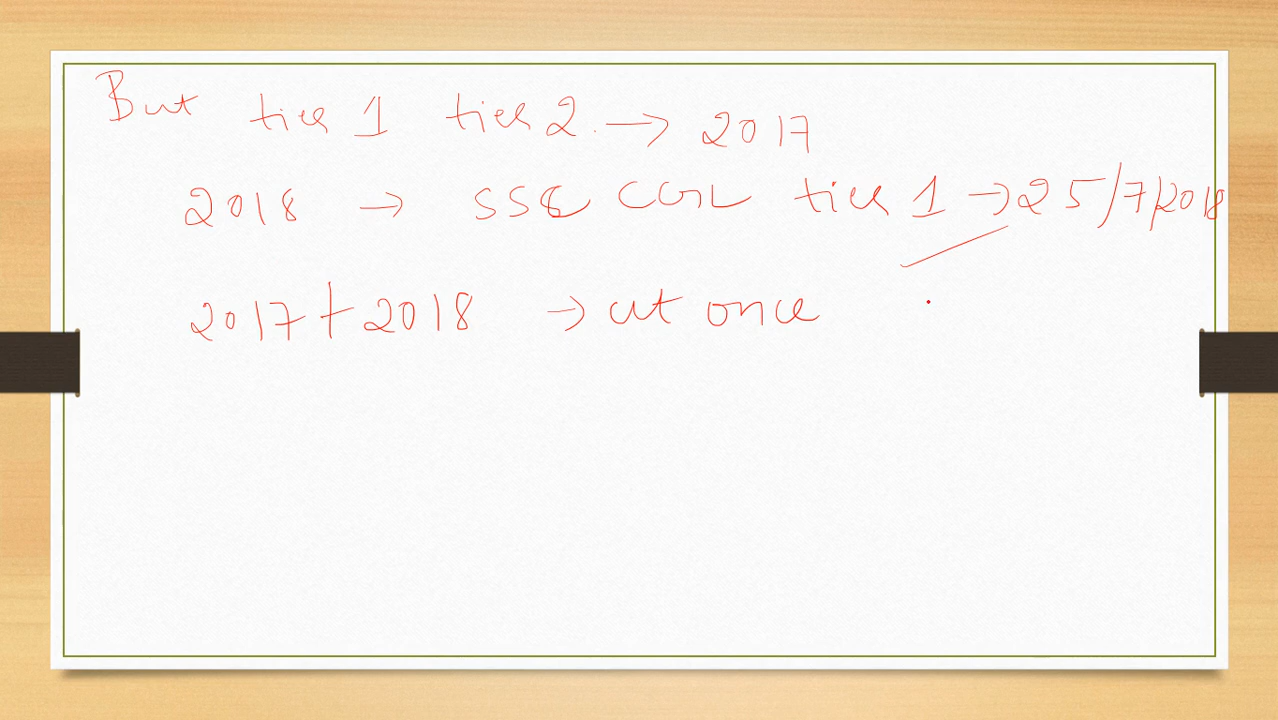 But tier 1 tier 2. → 2017
2018 → SSC CGL tier 1 → 25/7/2018
2017 + 2018 → at once